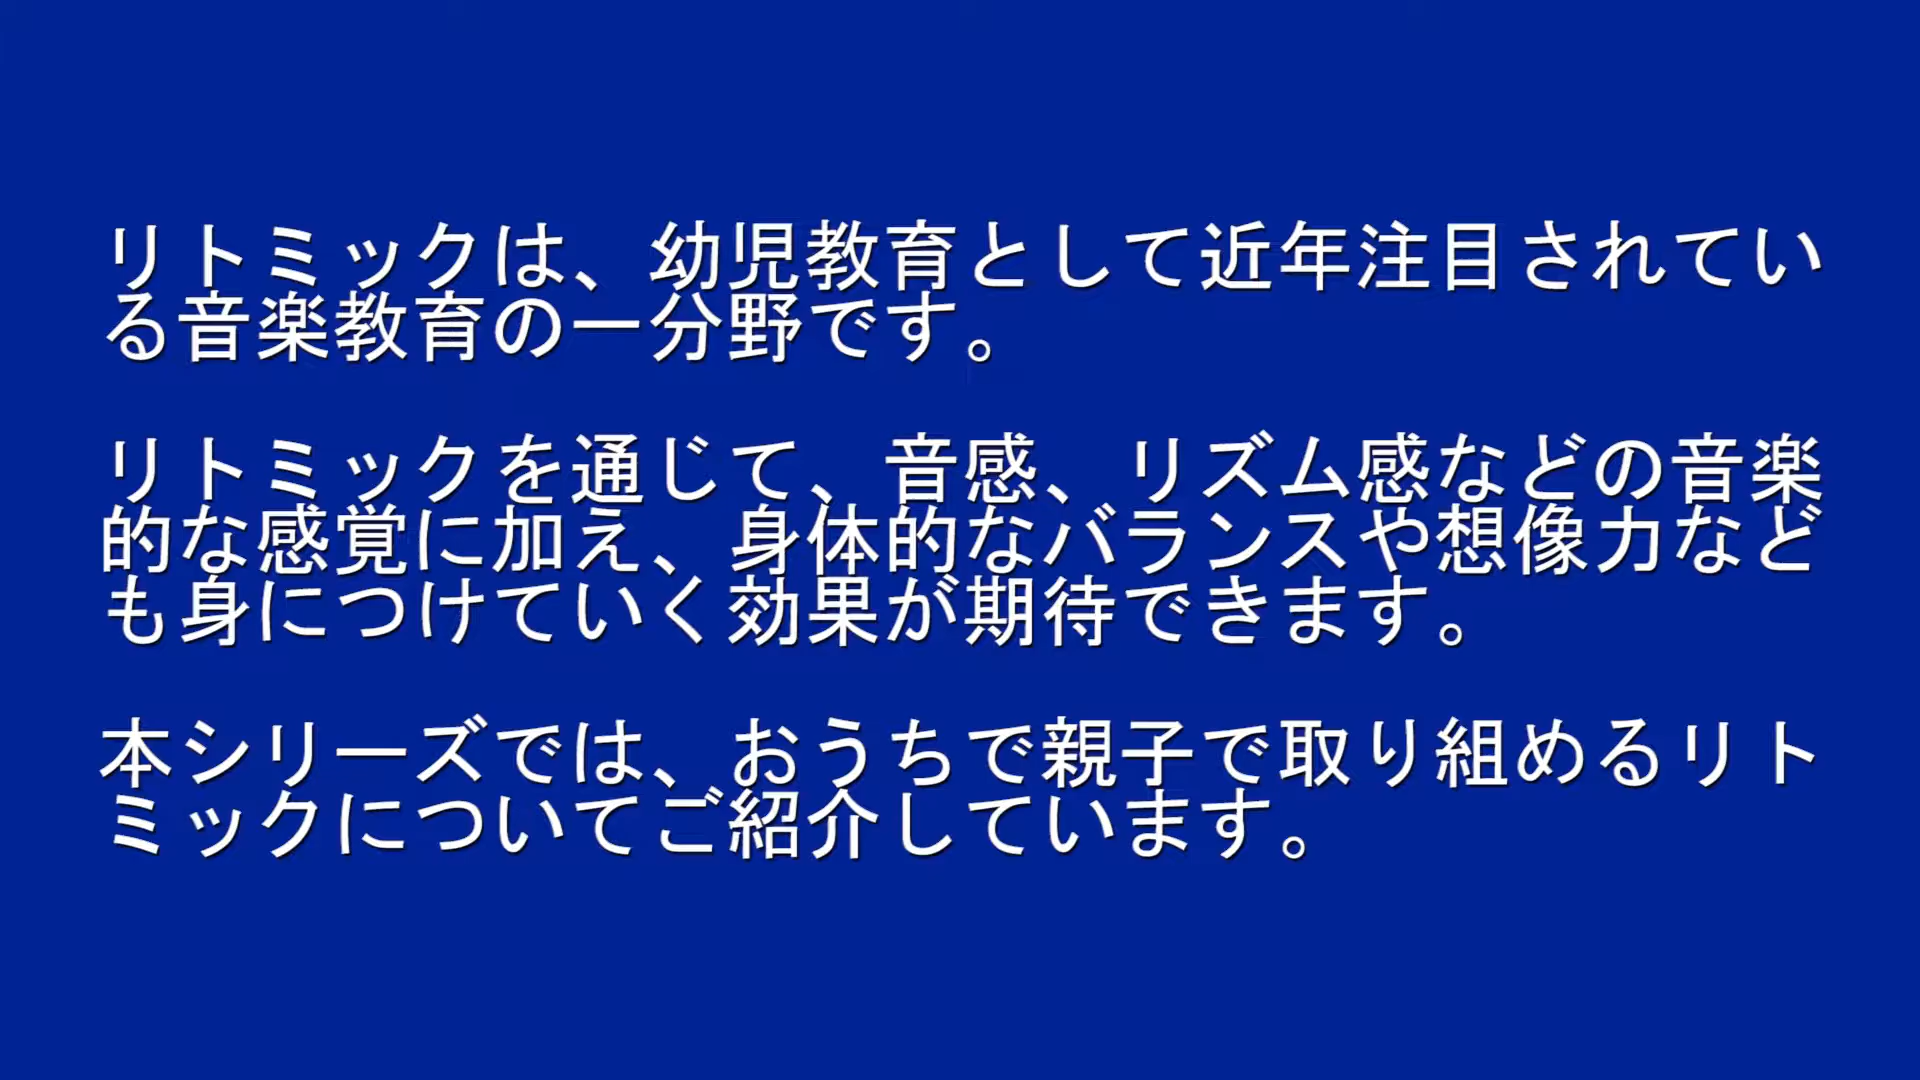 リトミックは、幼児教育として近年注目されてい
る音楽教育の一分野です。
リトミックを通じて、音感、リズム感などの音楽
的な感覚に加え、身体的なバランスや想像力など
も身につけていく効果が期待できます。
本シリーズでは、おうちで親子で取り組めるリト
ミックについてご紹介しています。